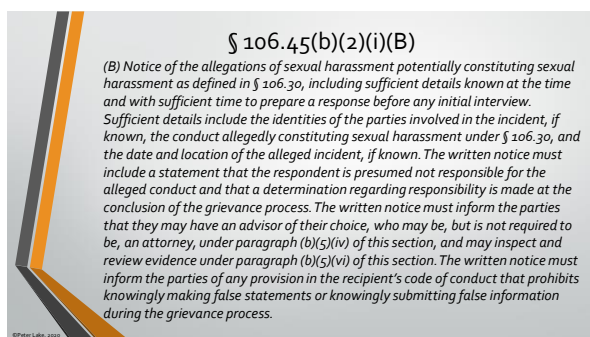 § 106.45(b)(2)(i)(B)
(B) Notice of the allegations of sexual harassment potentially constituting sexual
harassment as defined in § 106.30, including sufficient details known at the time
and with sufficient time to prepare a response before any initial interview.
Sufficient details include the identities of the parties involved in the incident, if
known, the conduct allegedly constituting sexual harassment under § 106.30, and
the date and location of the alleged incident, if known. The written notice must
include a statement that the respondent is presumed not responsible for the
alleged conduct and that a determination regarding responsibility is made at the
conclusion of the grievance process. The written notice must inform the parties
that they may have an advisor of their choice, who may be, but is not required to
be, an attorney, under paragraph (b)(5)(iv) of this section, and may inspect and
review evidence under paragraph (b)(5)(vi) of this section. The written notice must
inform the parties of any provision in the recipient's code of conduct that prohibits
knowingly making false statements or knowingly submitting false information
during the grievance process.
©Peter Lake, 2020